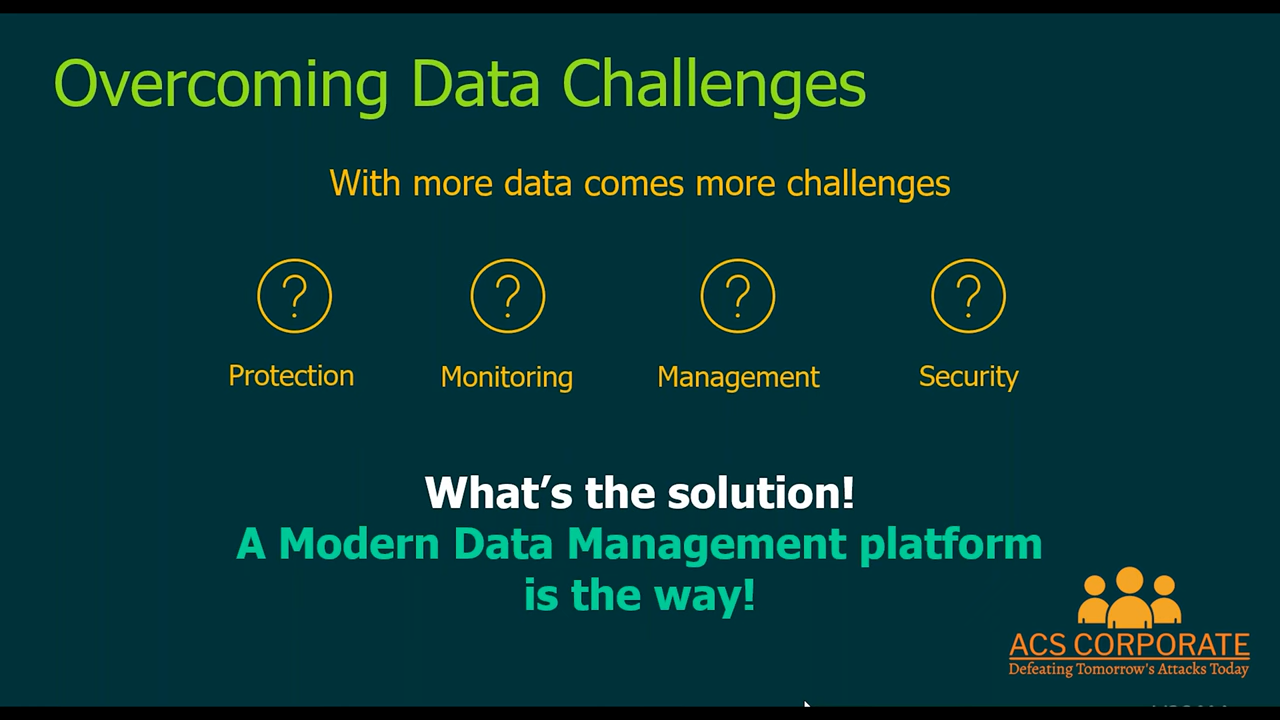 Overcoming Data Challenges
With more data comes more challenges
? ? ? ?
Protection Monitoring Management Security
What’s the solution!
A Modern Data Management platform
is the way!
ACS CORPORATE
Defeating Tomorrow's Attacks Today